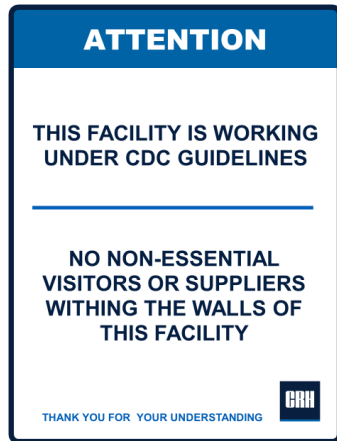 ATTENTION
THIS FACILITY IS WORKING
UNDER CDC GUIDELINES
NO NON-ESSENTIAL
VISITORS OR SUPPLIERS
WITHING THE WALLS OF
THIS FACILITY
CRH
THANK YOU FOR YOUR UNDERSTANDING